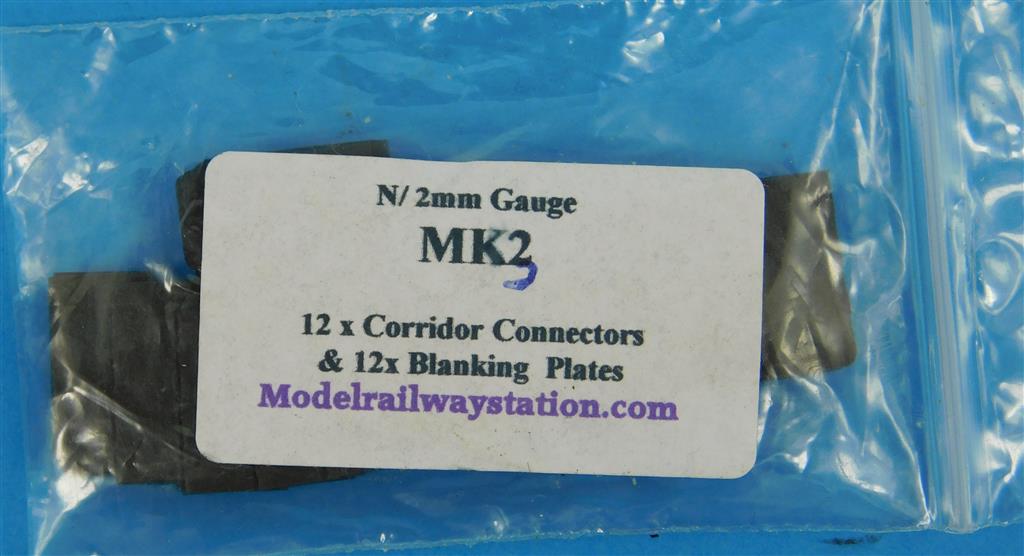 N/ 2mm Gauge
MK2
12 x Corridor Connectors
& 12x Blanking Plates
Modelrailwaystation.com